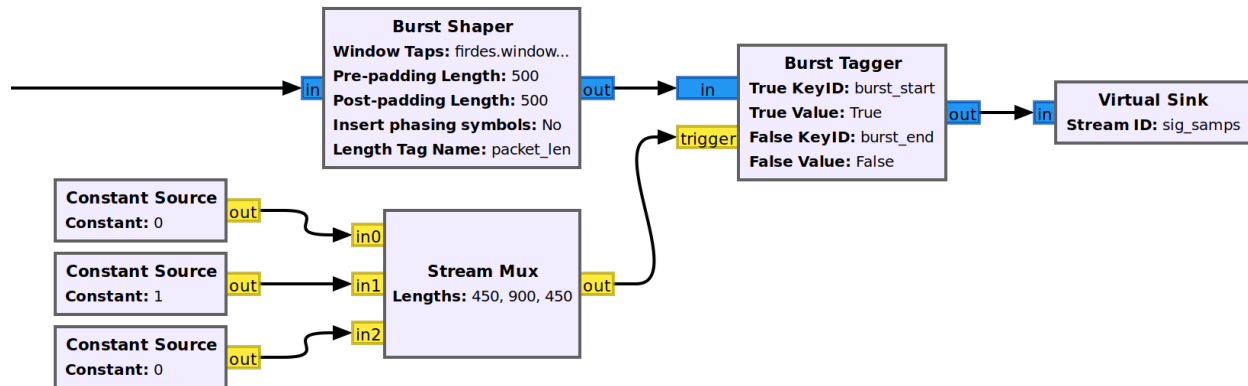 Burst Shaper
Window Taps: firdes.window...
Pre-padding Length: 500
Post-padding Length: 500
Insert phasing symbols: No
Length Tag Name: packet_len
in
out
Burst Tagger
True KeyID: burst_start
True Value: True
False KeyID: burst_end
False Value: False
in
trigger
out
Virtual Sink
Stream ID: sig_samps
in
Constant Source
Constant: 0
out
Constant Source
Constant: 1
out
Constant Source
Constant: 0
out
Stream Mux
Lengths: 450, 900, 450
in0
in1
in2
out